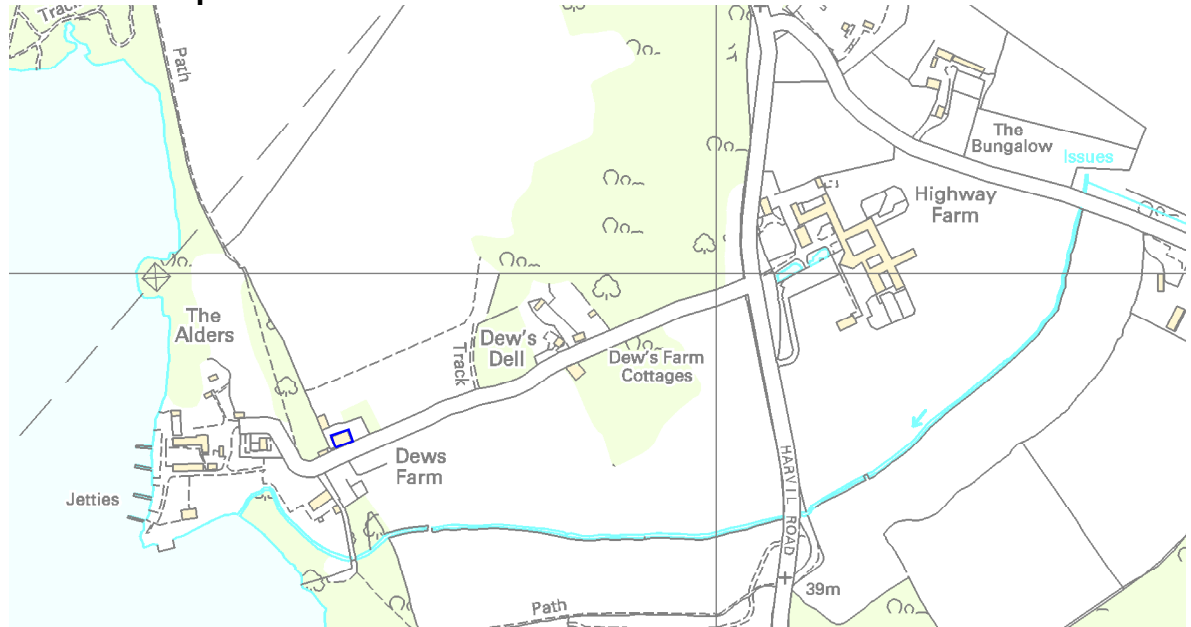 Track
Path
The
Bungalow
Issues
Highway
Farm
The
Alders
Dew's
Dell
Track
Dew's Farm
Cottages
Dews
Farm
HARVIL ROAD
Jetties
39m
Path